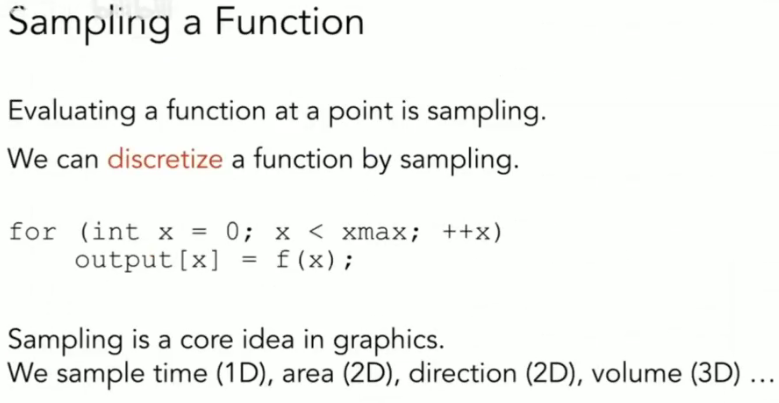 Sampling a Function
Evaluating a function at a point is sampling.
We can discretize a function by sampling.
for (int x = 0; x < xmax; ++x)
output[x] = f(x);
Sampling is a core idea in graphics.
We sample time (1D), area (2D), direction (2D), volume (3D) ...